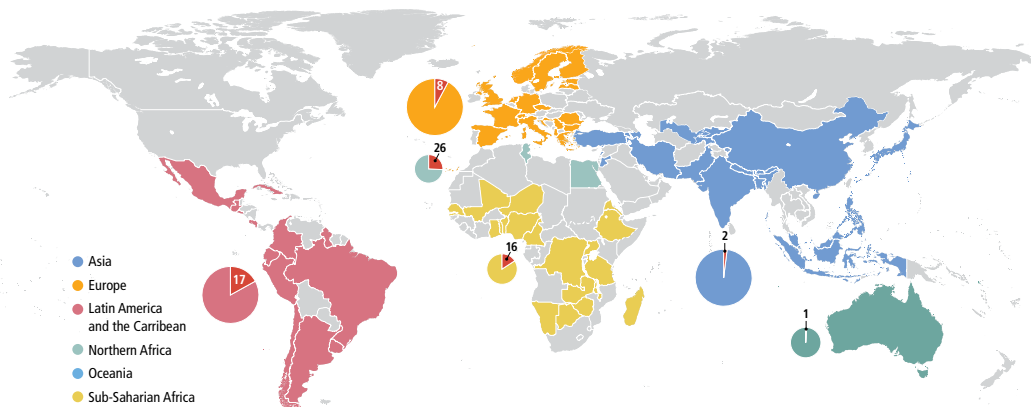 8
26
16
17
2
1
Asia
Europe
Latin America
and the Carribean
Northern Africa
Oceania
Sub-Saharian Africa